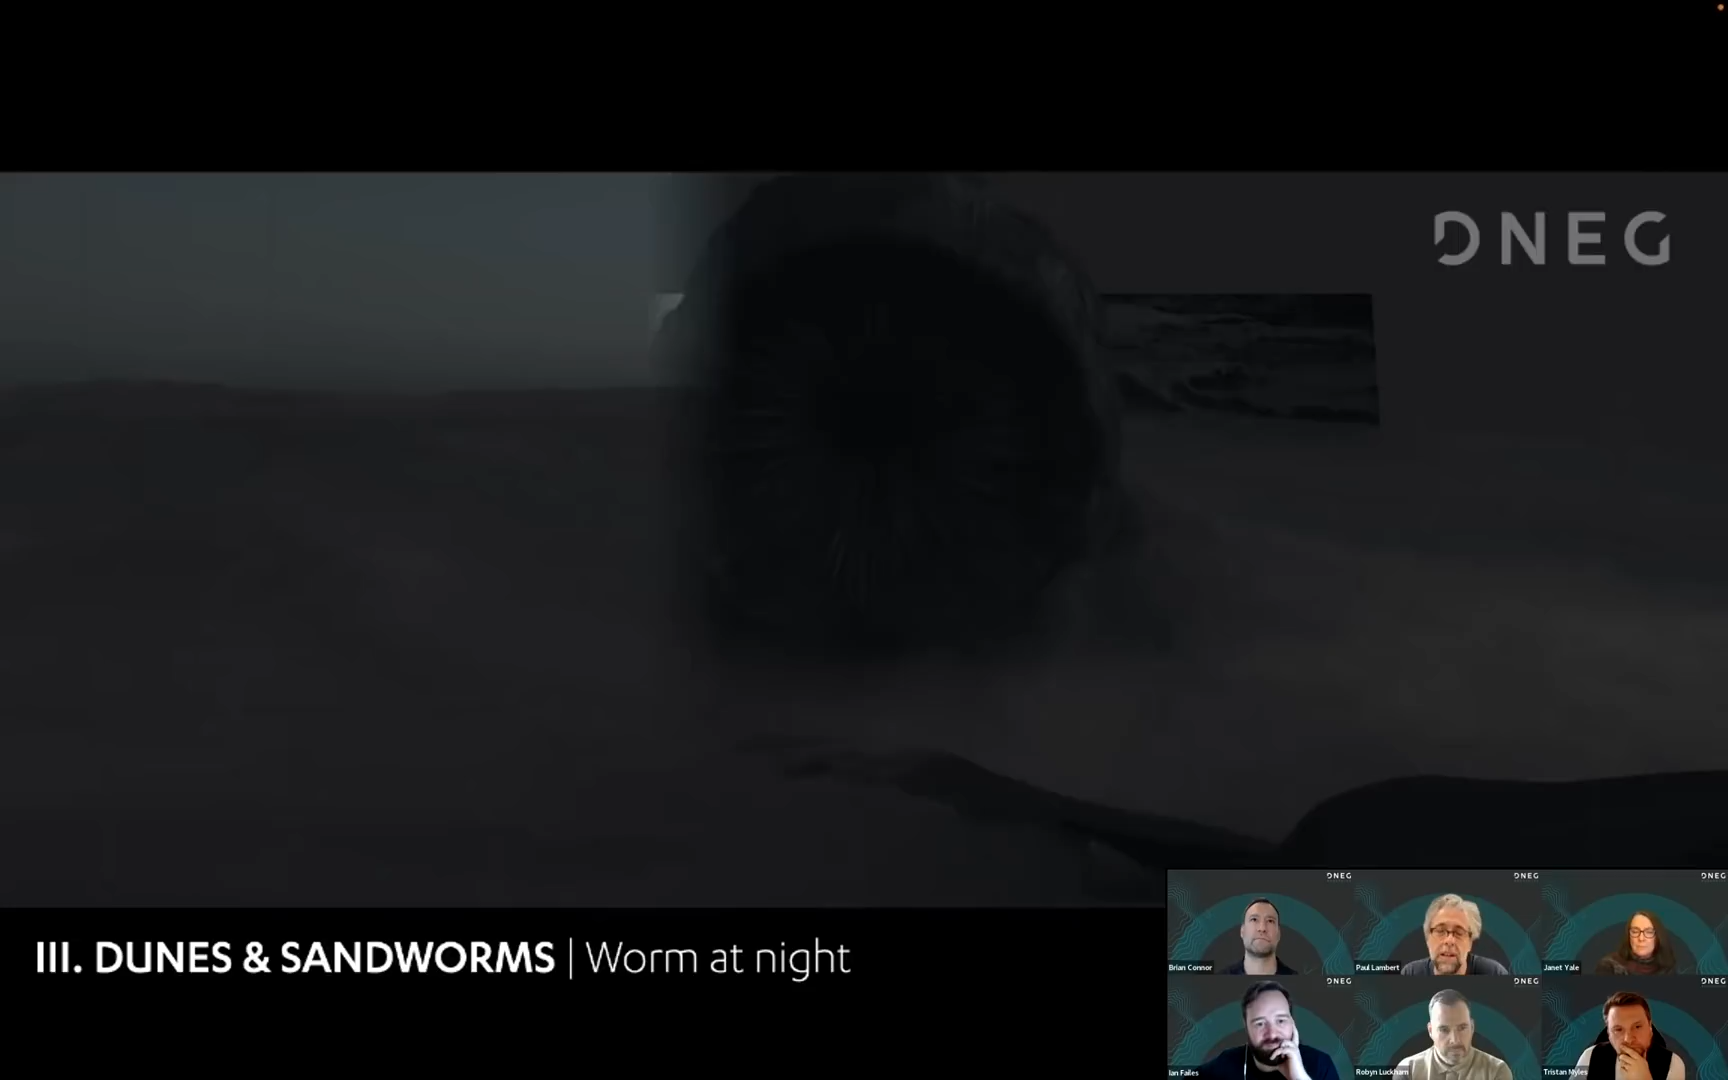 DNEG
III. DUNES & SANDWORMS | Worm at night
DNEG
DNEG
DNEG
Brian Connor
Paul Lambert
Janet Yale
DNEG
DNEG
DNEG
Ian Failes
Robyn Luckham
Tristan Myles